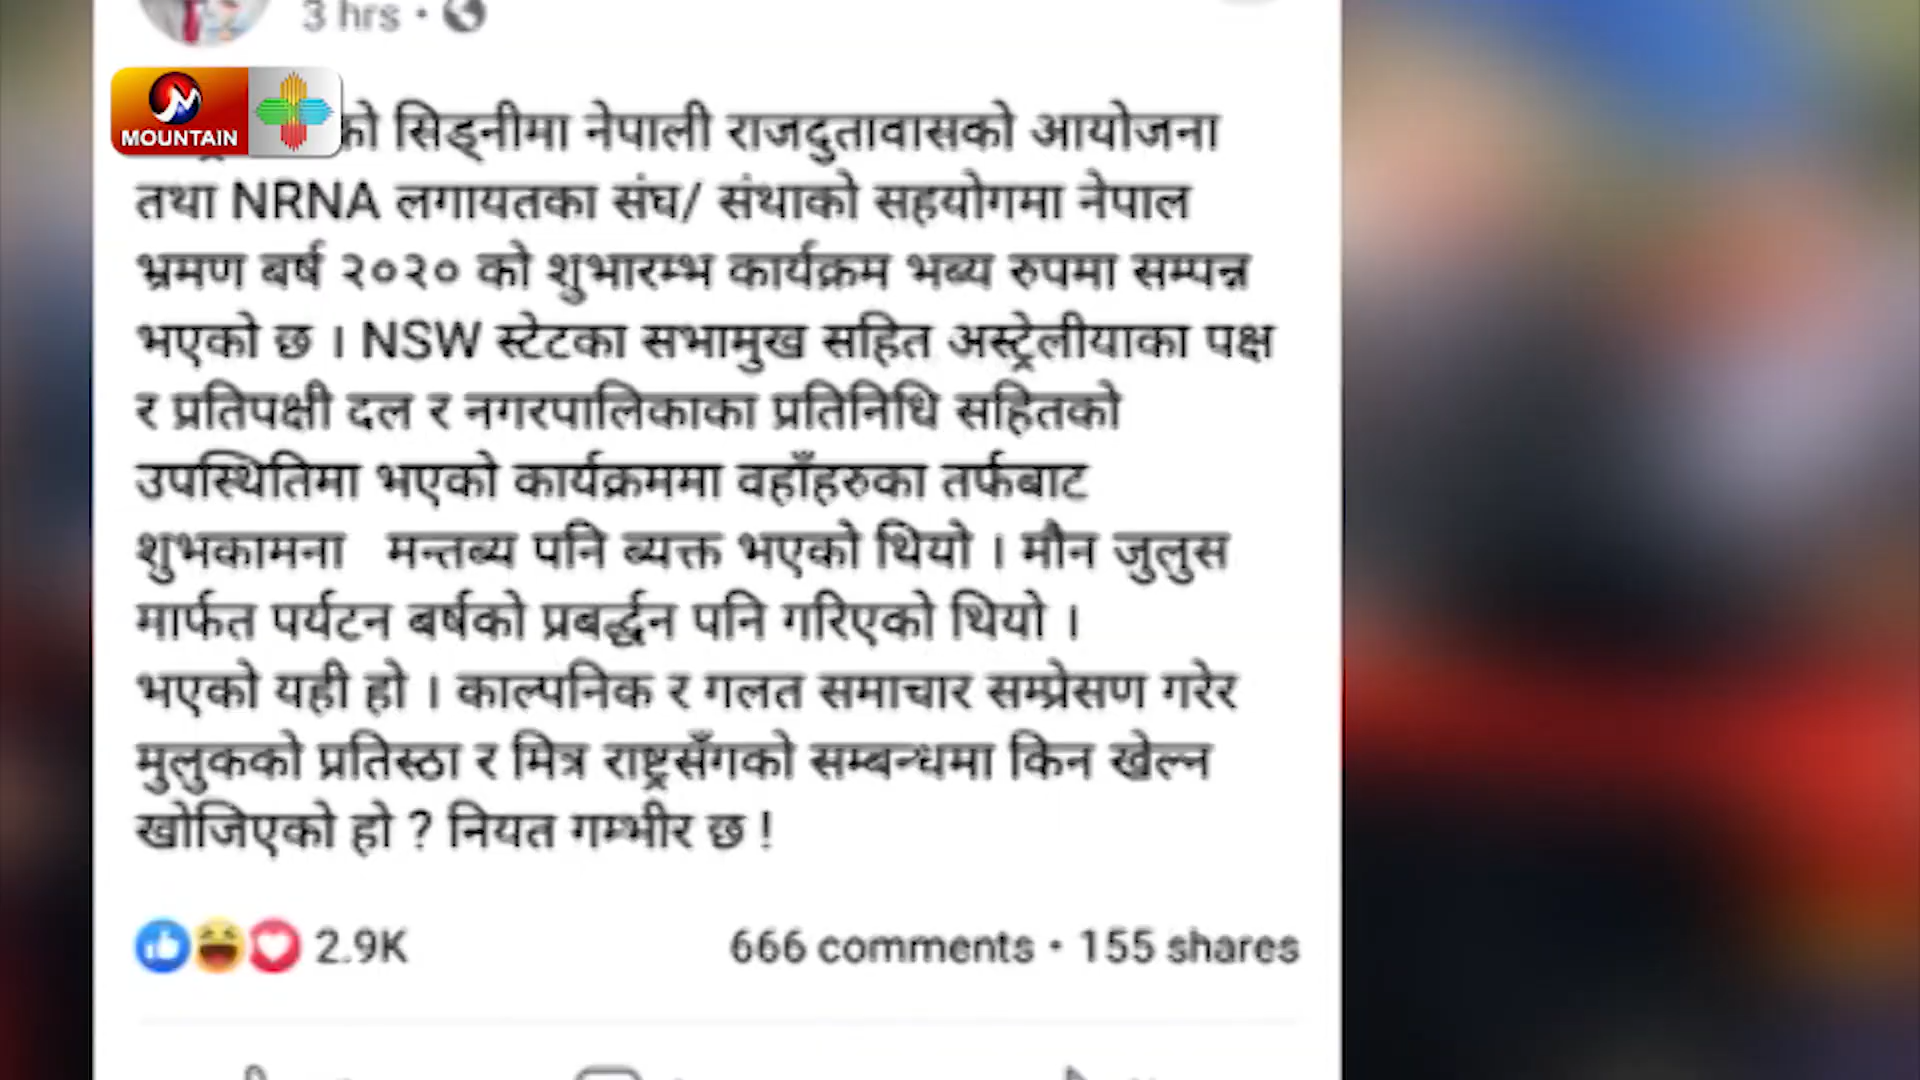 3 hrs
MOUNTAIN
को सिड्नीमा नेपाली राजदुतावासको आयोजना
तथा NRNA लगायतका संघ/ संथाको सहयोगमा नेपाल
भ्रमण बर्ष २०२० को शुभारम्भ कार्यक्रम भब्य रुपमा सम्पन्न
भएको छ । NSW स्टेटका सभामुख सहित अस्ट्रेलीयाका पक्ष
र प्रतिपक्षी दल र नगरपालिकाका प्रतिनिधि सहितको
उपस्थितिमा भएको कार्यक्रममा वहाँहरुका तर्फबाट
शुभकामना मन्तब्य पनि ब्यक्त भएको थियो । मौन जुलुस
मार्फत पर्यटन बर्षको प्रबर्द्धन पनि गरिएको थियो ।
भएको यही हो । काल्पनिक र गलत समाचार सम्प्रेसण गरेर
मुलुकको प्रतिस्ठा र मित्र राष्ट्रसँगको सम्बन्धमा किन खेल्न
खोजिएको हो ? नियत गम्भीर छ !
2.9K 666 comments • 155 shares